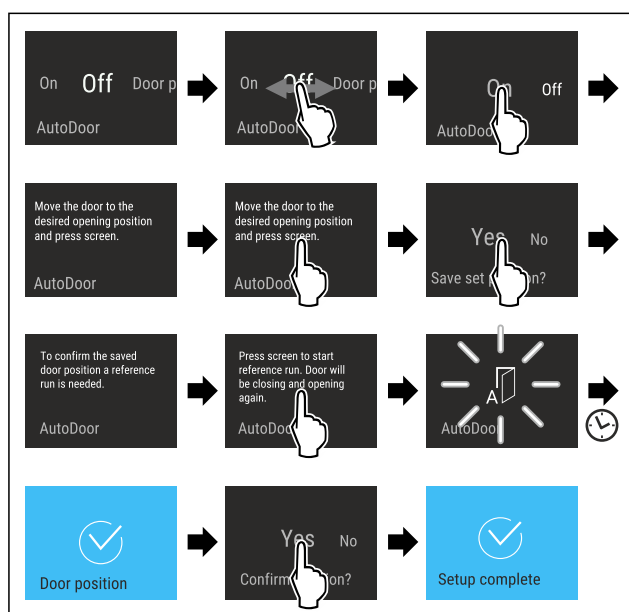 On Off Door p
AutoDoor
On Off Door p
AutoDoor
On Off
AutoDoo
Move the door to the
desired opening position
and press screen.
AutoDoor
Move the door to the
desired opening position
and press screen.
AutoDoor
Yes No
Save set p n?
To confirm the saved
door position a reference
run is needed.
AutoDoor
Press screen to start
reference run. Door will
be closing and opening
again.
AutoDoo
A
AutoDoo
Door position
Yes No
Confirm on?
Setup complete